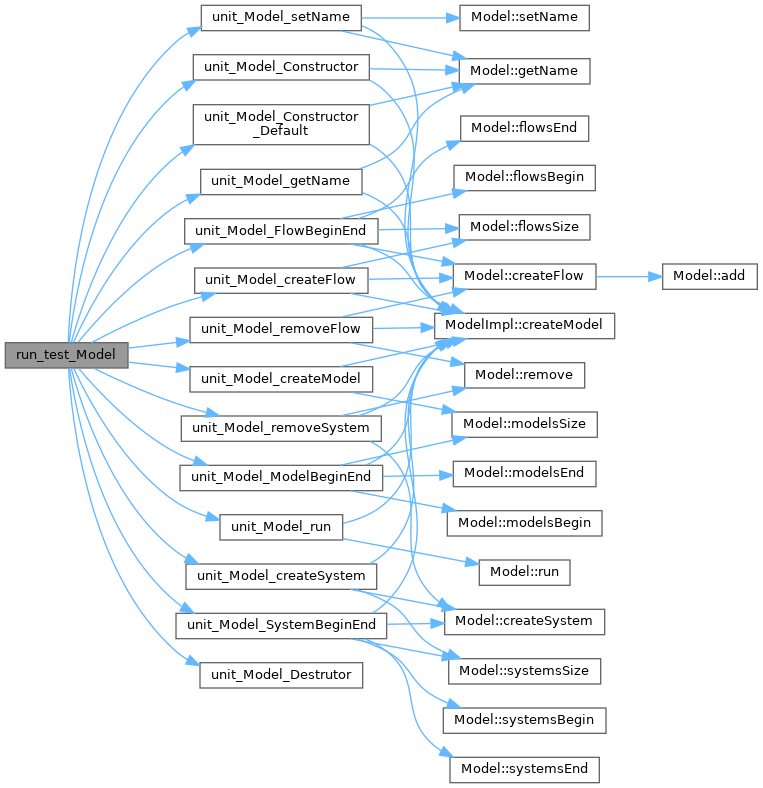 run_test_Model
unit_Model_setName
unit_Model_Constructor
unit_Model_Constructor
_Default
unit_Model_getName
unit_Model_FlowBeginEnd
unit_Model_createFlow
unit_Model_removeFlow
unit_Model_createModel
unit_Model_removeSystem
unit_Model_ModelBeginEnd
unit_Model_run
unit_Model_createSystem
unit_Model_SystemBeginEnd
unit_Model_Destrutor
Model::setName
Model::getName
Model::flowsEnd
Model::flowsBegin
Model::flowsSize
Model::createFlow
ModelImpl::createModel
Model::remove
Model::modelsSize
Model::modelsEnd
Model::modelsBegin
Model::run
Model::createSystem
Model::systemsSize
Model::systemsBegin
Model::systemsEnd
Model::add